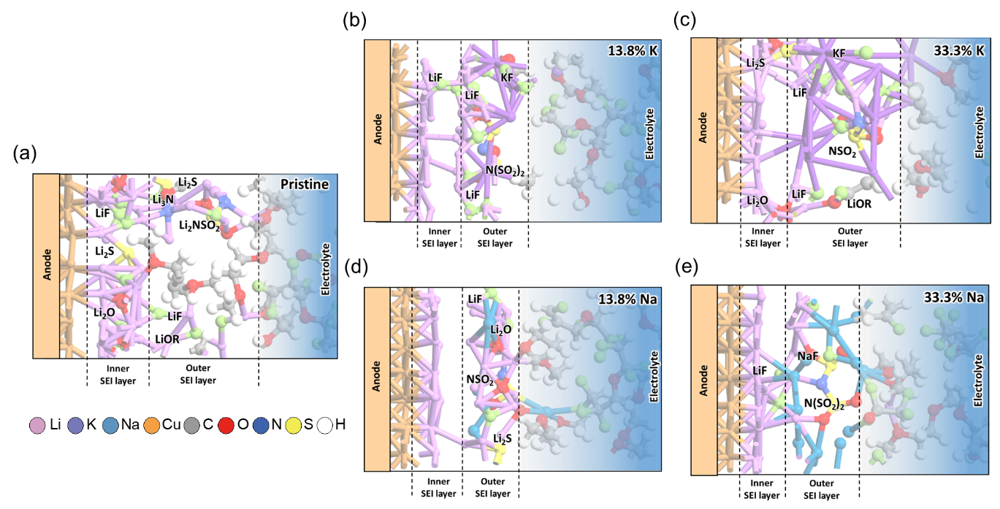 (a)
Anode
Pristine
Li₂S
Li₃N
LiF
Li₂NSO₂
Li₂S
Li₂O
LiF
LiOR
Electrolyte
Inner
SEI layer
Outer
SEI layer
(b)
Anode
13.8% K
LiF
KF
LiF
N(SO₂)₂
LiF
Electrolyte
Inner
SEI layer
Outer
SEI layer
(c)
Anode
33.3% K
KF
Li₂S
LiF
NSO₂
Li₂O
LiF
LiOR
Electrolyte
Inner
SEI layer
Outer
SEI layer
(d)
Anode
13.8% Na
LiF
Li₂O
NSO₂
Li₂S
Electrolyte
Inner
SEI layer
Outer
SEI layer
(e)
Anode
33.3% Na
NaF
LiF
N(SO₂)₂
Electrolyte
Inner
SEI layer
Outer
SEI layer
Li K Na Cu C O N S H